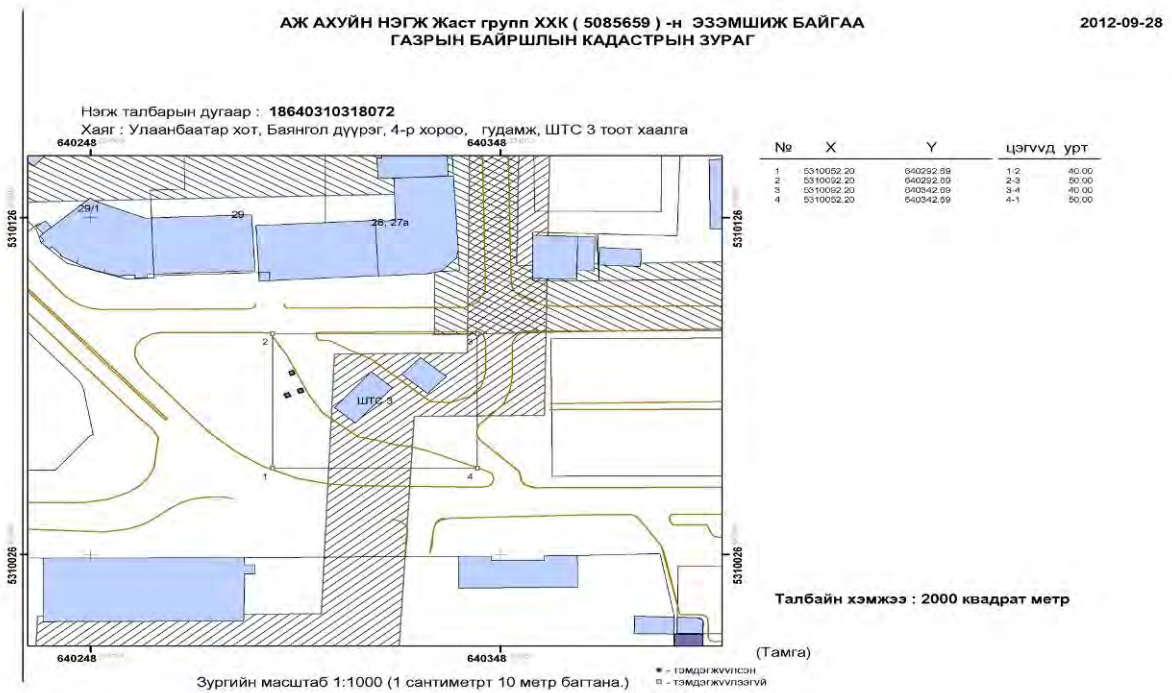 АЖ АХУЙН НЭГЖ Жаст групп ХХК ( 5085659 ) -н ЭЗЭМШИЖ БАЙГАА
2012-09-28
ГАЗРЫН БАЙРШЛЫН КАДАСТРЫН ЗУРАГ
Нэгж талбарын дугаар : 18640310318072
Хаяг : Улаанбаатар хот, Баянгол дүүрэг, 4-р хороо, гудамж, ШТС 3 тоот хаалга
640248
640348
№ X Y цэгүүд урт
1 5310052.20 640292.69 1-2 40.00
2 5310092.20 640292.69 2-3 50.00
3 5310092.20 640342.69 3-4 40.00
4 5310052.20 640342.69 4-1 50.00
5310126
29/1
29
28, 27а
5310126
2
3
ШТС 3
1
4
5310026
5310026
Талбайн хэмжээ : 2000 квадрат метр
640248
640348
(Тамга)
Зургийн масштаб 1:1000 (1 сантиметрт 10 метр багтана.)
- тэмдэгжүүлсэн
- тэмдэгжүүлээгүй